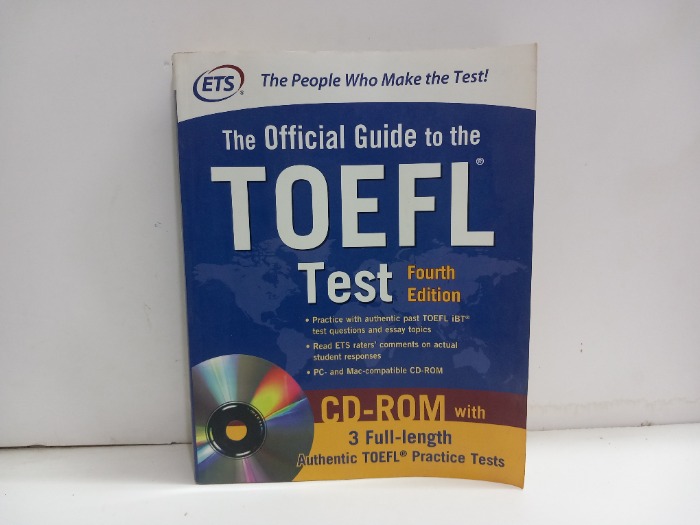 ETS® The People Who Make the Test!
The Official Guide to the
TOEFL®
Test Fourth
Edition
• Practice with authentic past TOEFL iBT®
test questions and essay topics
• Read ETS raters' comments on actual
student responses
• PC- and Mac-compatible CD-ROM
CD-ROM with
3 Full-length
Authentic TOEFL® Practice Tests